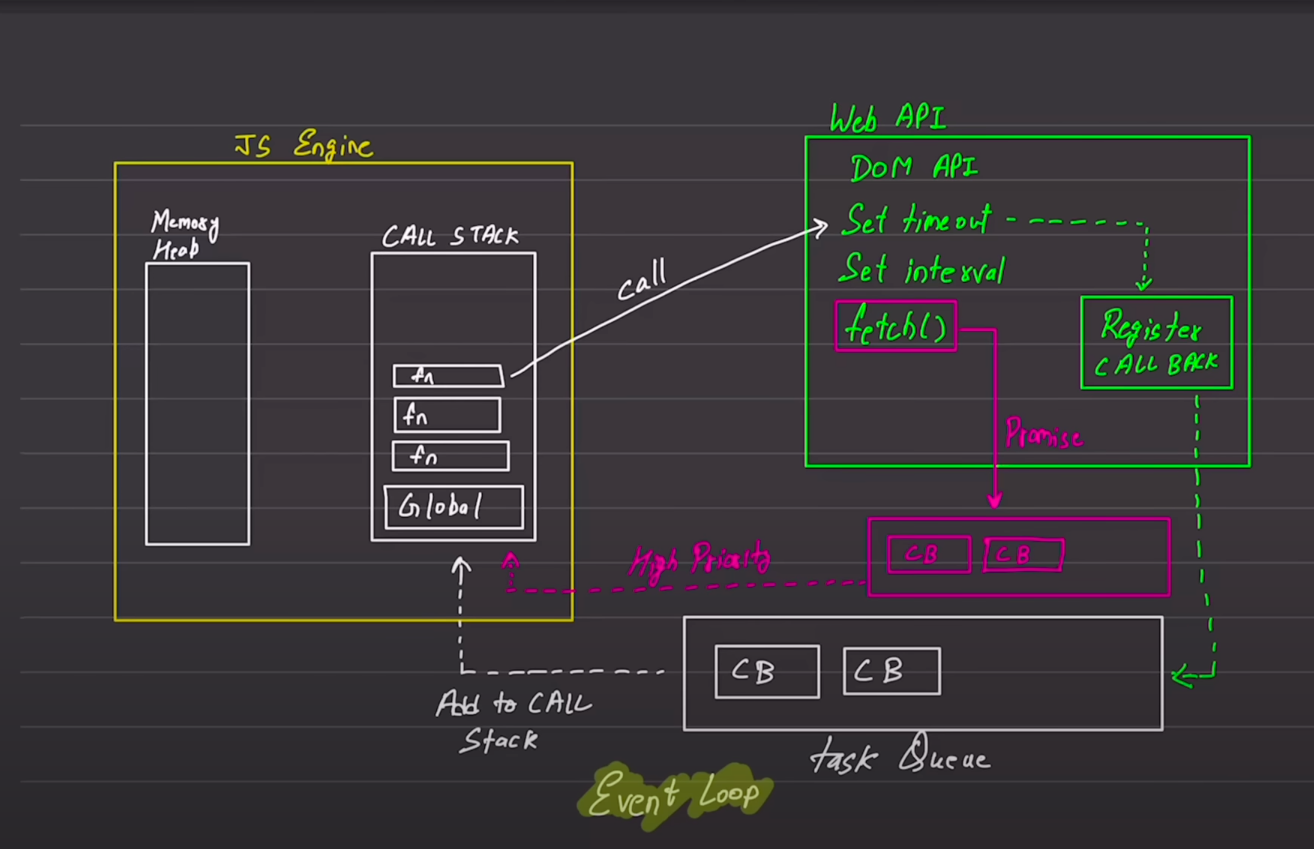 JS Engine
Memory
Heap
CALL STACK
fn
fn
fn
Global
call
Web API
DOM API
Set timeout
Set interval
fetch()
Register
CALL BACK
Promise
CB CB
High Priority
CB CB
Add to CALL
Stack
task Queue
Event Loop